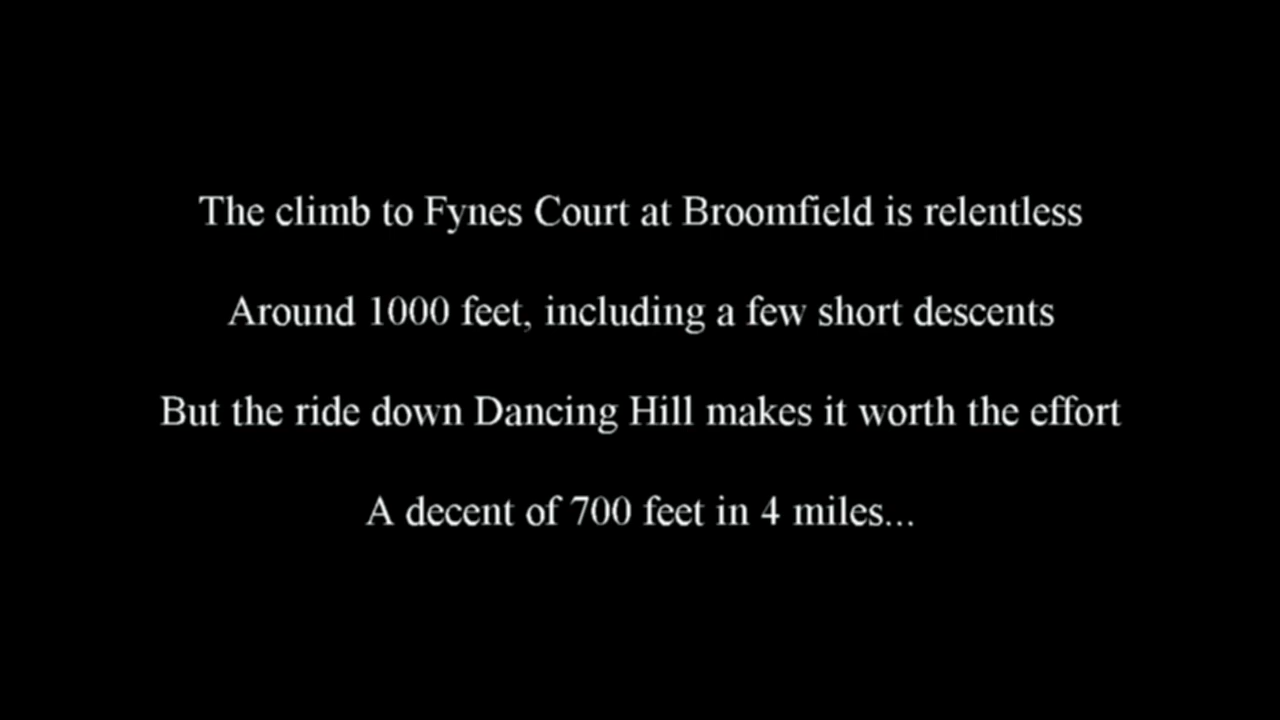 The climb to Fynes Court at Broomfield is relentless
Around 1000 feet, including a few short descents
But the ride down Dancing Hill makes it worth the effort
A decent of 700 feet in 4 miles...